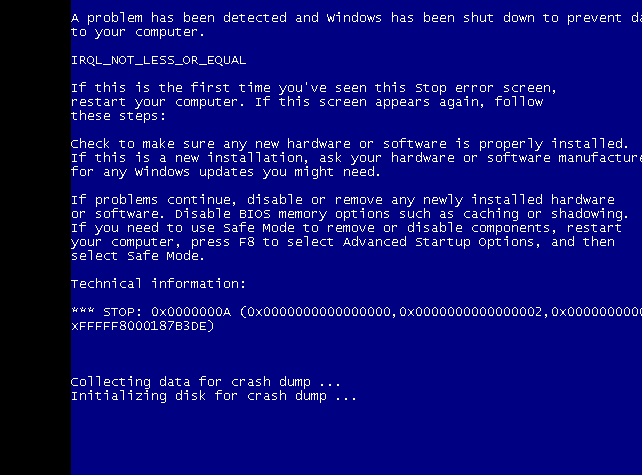 A problem has been detected and Windows has been shut down to prevent da
to your computer.
IRQL_NOT_LESS_OR_EQUAL
If this is the first time you've seen this Stop error screen,
restart your computer. If this screen appears again, follow
these steps:
Check to make sure any new hardware or software is properly installed.
If this is a new installation, ask your hardware or software manufacture
for any Windows updates you might need.
If problems continue, disable or remove any newly installed hardware
or software. Disable BIOS memory options such as caching or shadowing.
If you need to use Safe Mode to remove or disable components, restart
your computer, press F8 to select Advanced Startup Options, and then
select Safe Mode.
Technical information:
*** STOP: 0x0000000A (0x0000000000000000,0x0000000000000002,0x000000000
xFFFFF8000187B3DE)
Collecting data for crash dump ...
Initializing disk for crash dump ...